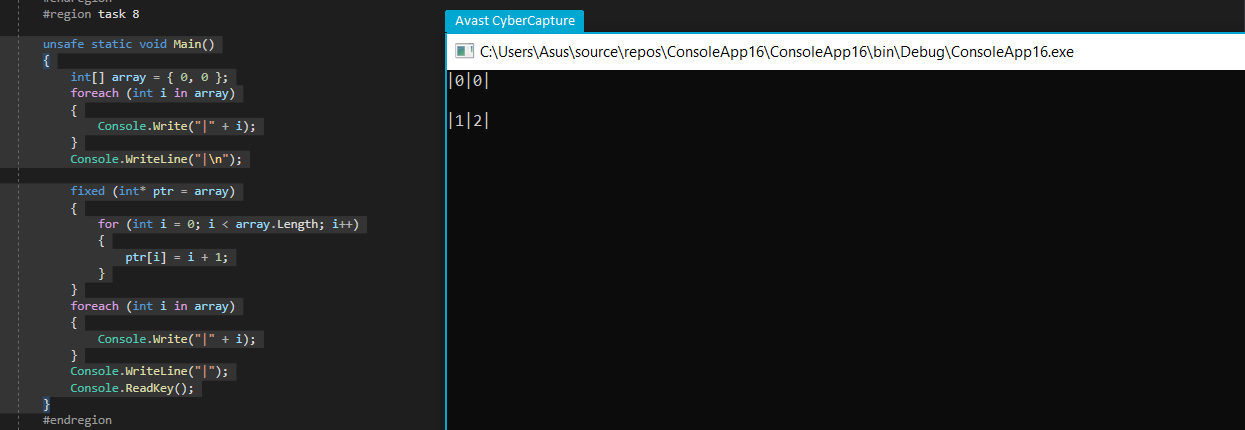 #endregion
#region task 8
unsafe static void Main()
{
int[] array = { 0, 0 };
foreach (int i in array)
{
Console.Write("|" + i);
}
Console.WriteLine("|\n");
fixed (int* ptr = array)
{
for (int i = 0; i < array.Length; i++)
{
ptr[i] = i + 1;
}
}
foreach (int i in array)
{
Console.Write("|" + i);
}
Console.WriteLine("|");
Console.ReadKey();
}
#endregion
Avast CyberCapture
C:\Users\Asus\source\repos\ConsoleApp16\ConsoleApp16\bin\Debug\ConsoleApp16.exe
|0|0|
|1|2|